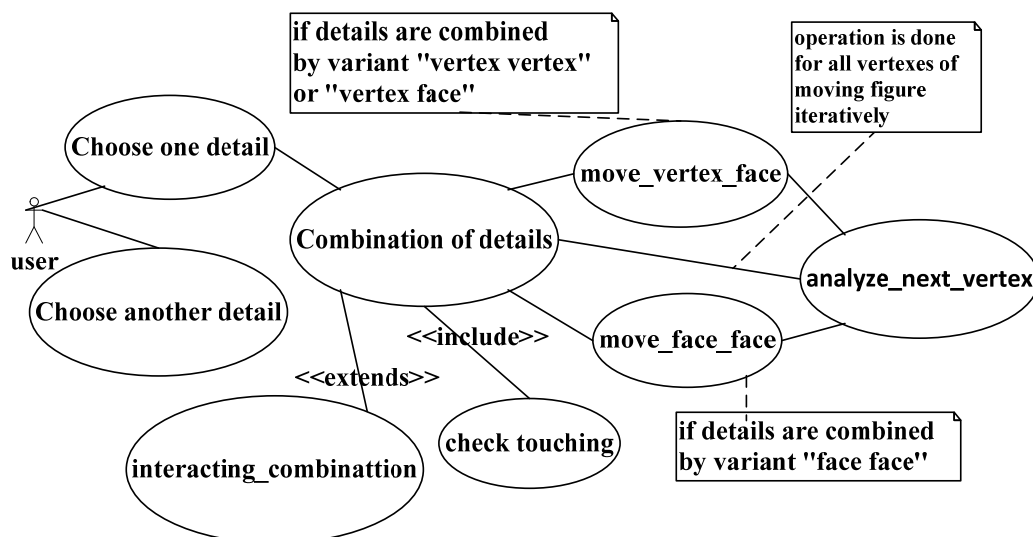 if details are combined
by variant "vertex vertex"
or "vertex face"
operation is done
for all vertexes of
moving figure
iteratively
Choose one detail
move_vertex_face
user
Combination of details
analyze_next_vertex
Choose another detail
<<include>>
move_face_face
<<extends>>
interacting_combinattion
check touching
if details are combined
by variant "face face"